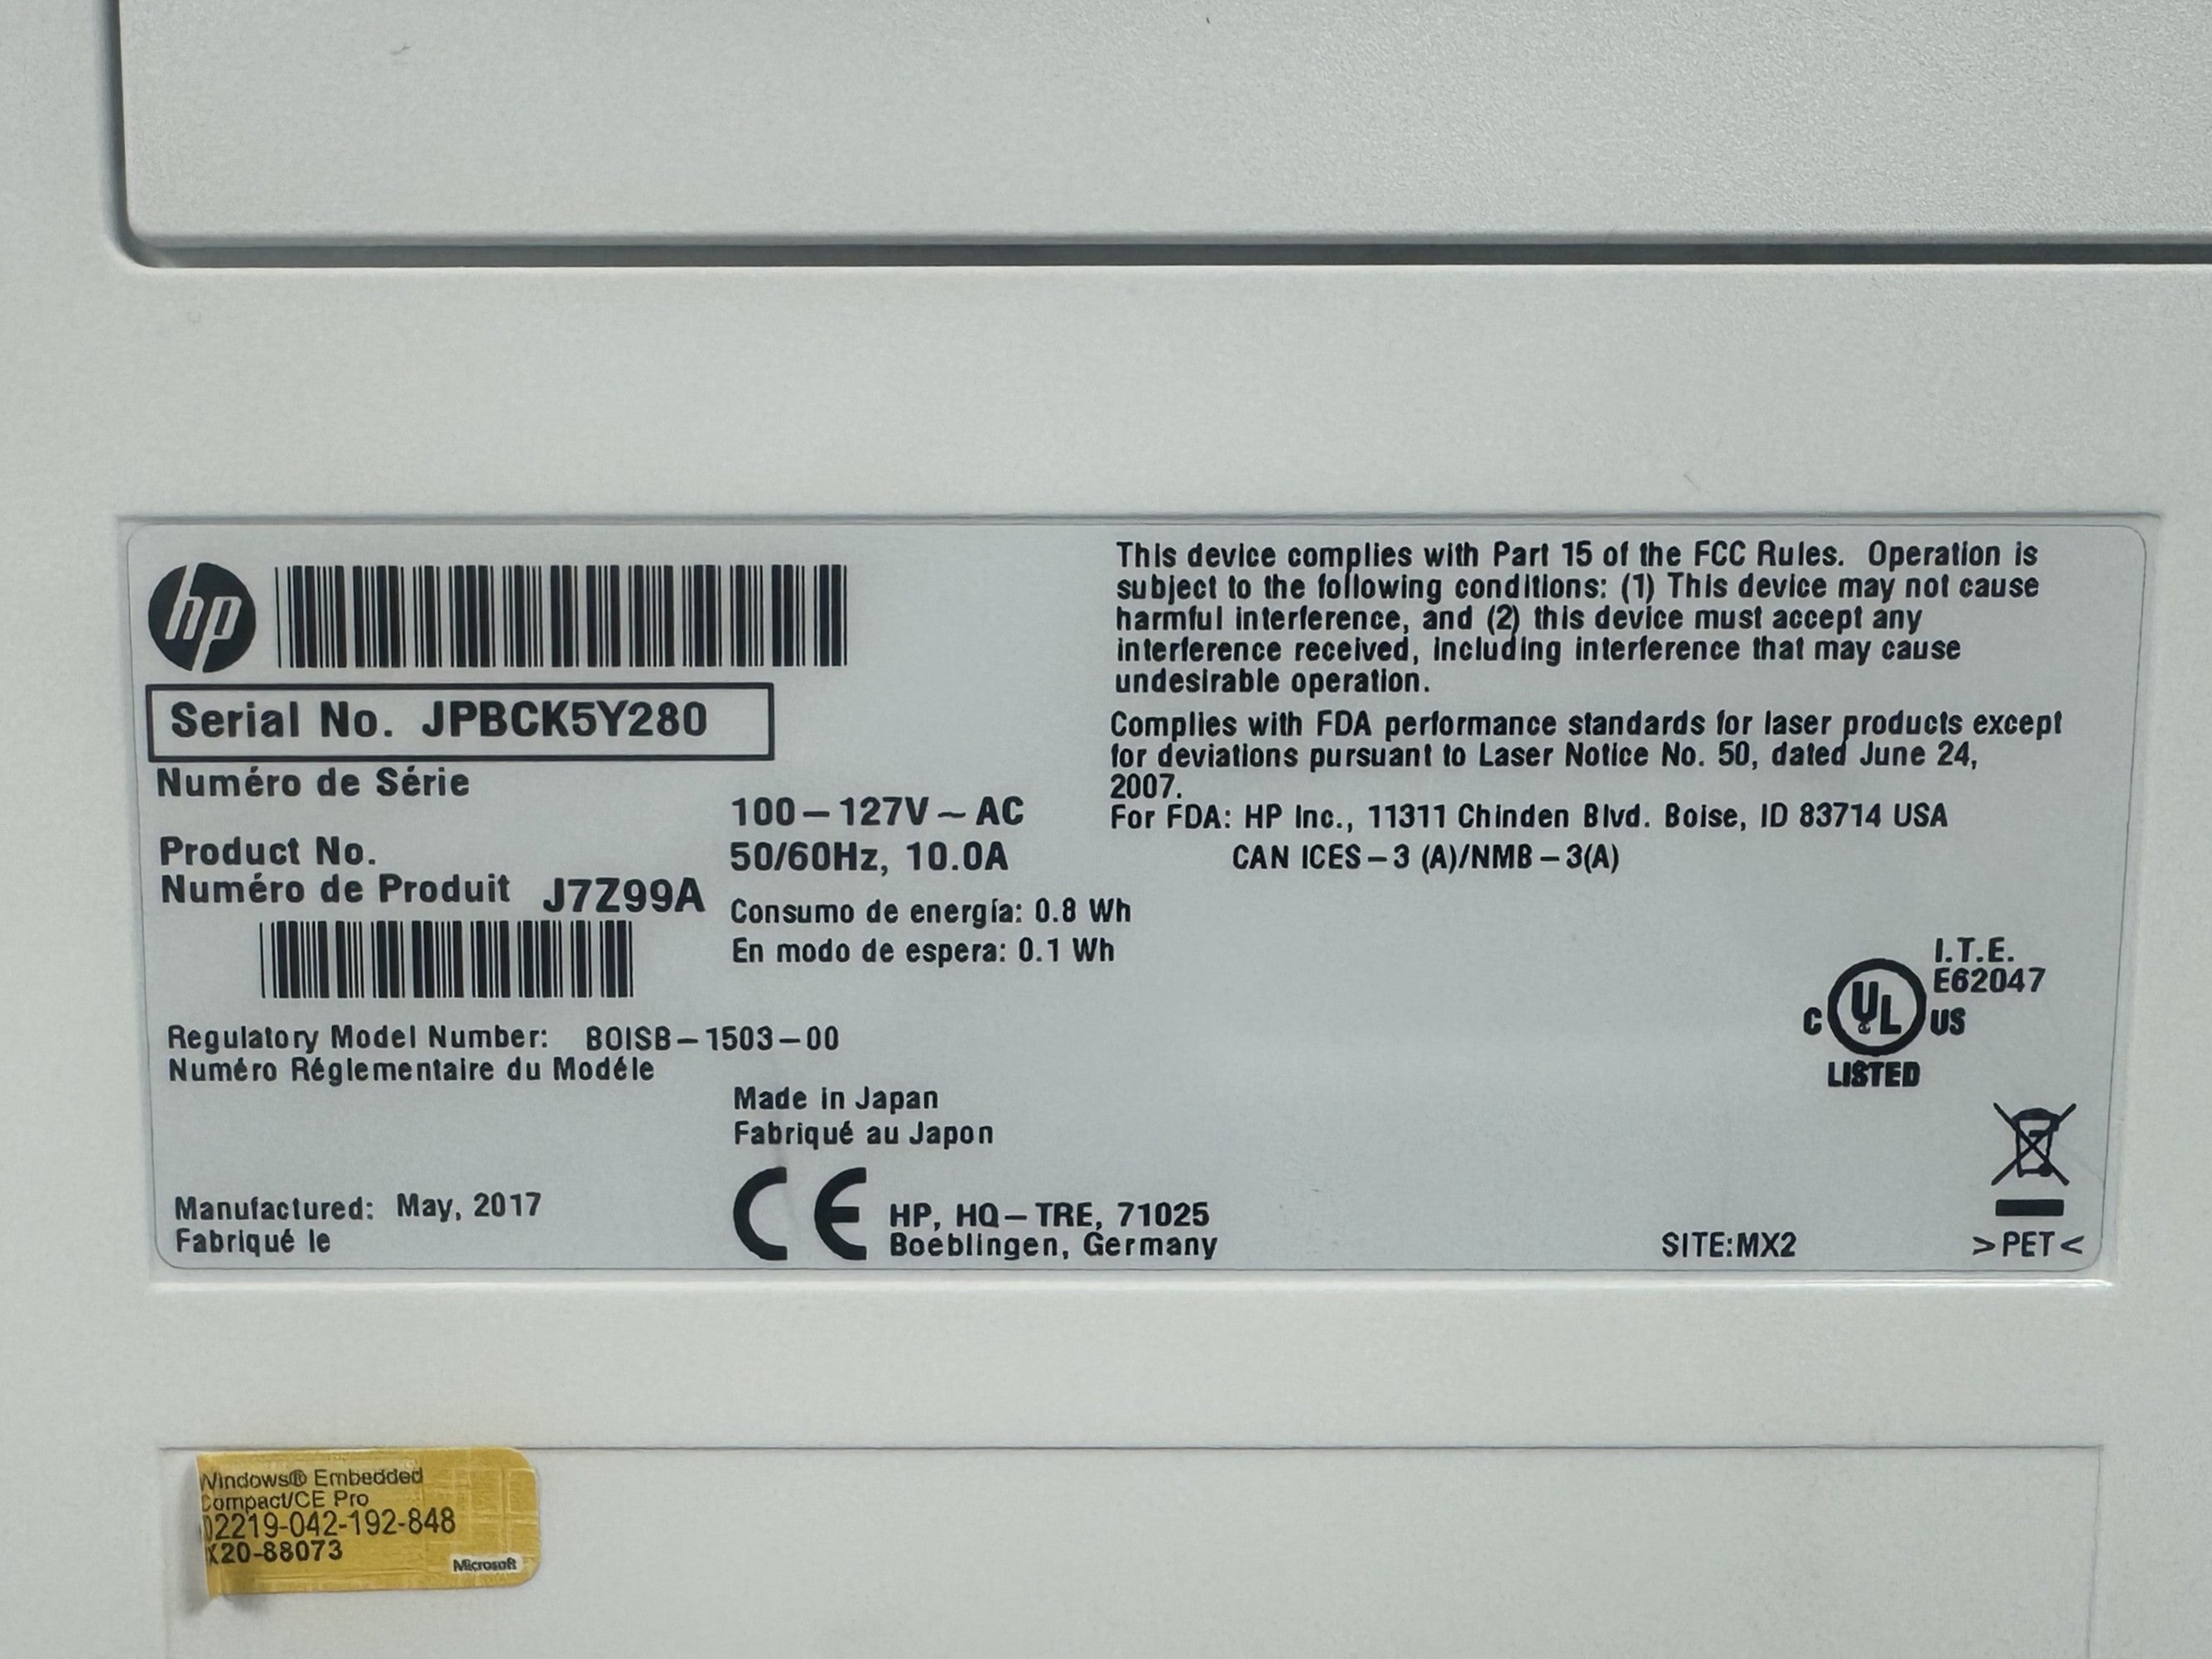 hp
Serial No. JPBCK5Y280
Numéro de Série
Product No.
Numéro de Produit J7Z99A
Regulatory Model Number: BOISB-1503-00
Numéro Réglementaire du Modéle
Manufactured: May, 2017
Fabriqué le
100-127V~AC
50/60Hz, 10.0A
Consumo de energía: 0.8 Wh
En modo de espera: 0.1 Wh
Made in Japan
Fabriqué au Japon
CE
HP, HQ-TRE, 71025
Boeblingen, Germany
This device complies with Part 15 of the FCC Rules. Operation is
subject to the following conditions: (1) This device may not cause
harmful interference, and (2) this device must accept any
interference received, including interference that may cause
undesirable operation.
Complies with FDA performance standards for laser products except
for deviations pursuant to Laser Notice No. 50, dated June 24,
2007.
For FDA: HP Inc., 11311 Chinden Blvd. Boise, ID 83714 USA
CAN ICES-3 (A)/NMB-3(A)
I.T.E.
E62047
C UL US
LISTED
SITE:MX2
>PET<
Windows® Embedded
Compact/CE Pro
02219-042-192-848
X20-88073
Microsoft